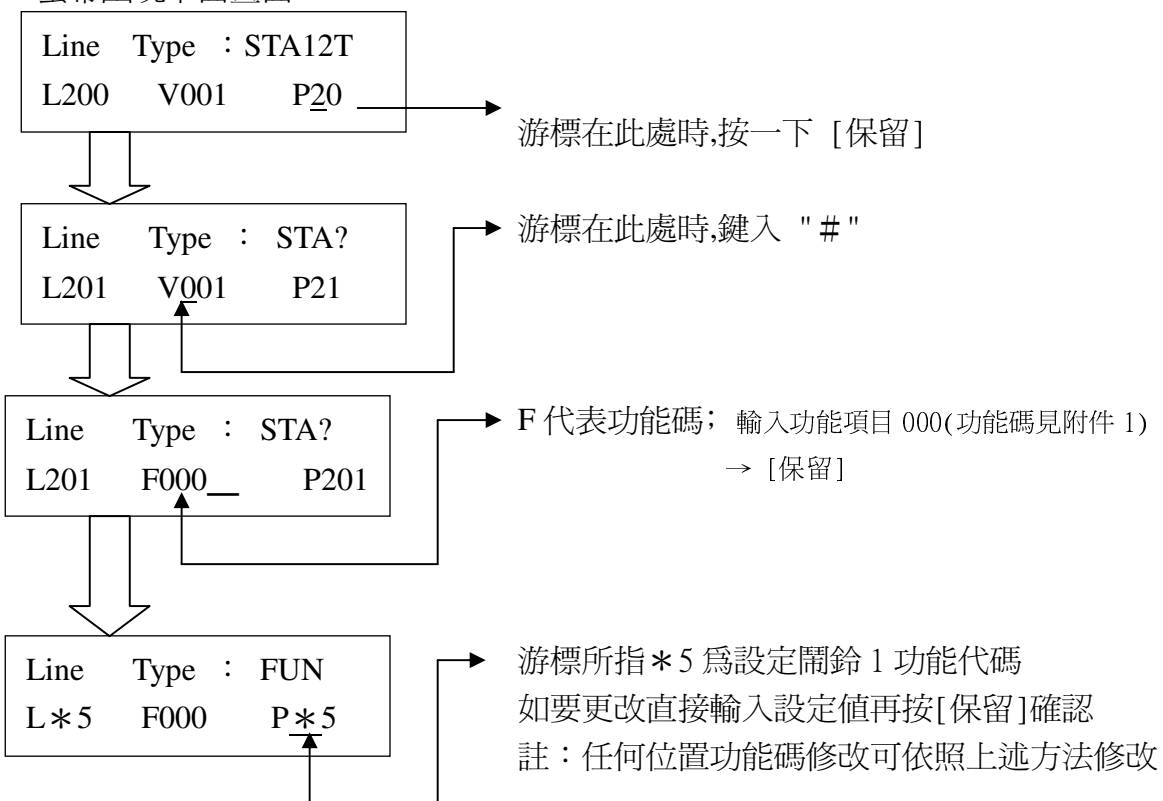 Line Type：STA12T
L200 V001 P20
游標在此處時,按一下 [保留]
Line Type： STA?
L201 V001 P21
游標在此處時,鍵入 "＃"
Line Type： STA?
L201 F000 P201
F 代表功能碼； 輸入功能項目 000(功能碼見附件 1)
→ [保留]
Line Type： FUN
L＊5 F000 P＊5
游標所指＊5 爲設定鬧鈴 1 功能代碼
如要更改直接輸入設定值再按[保留]確認
註：任何位置功能碼修改可依照上述方法修改